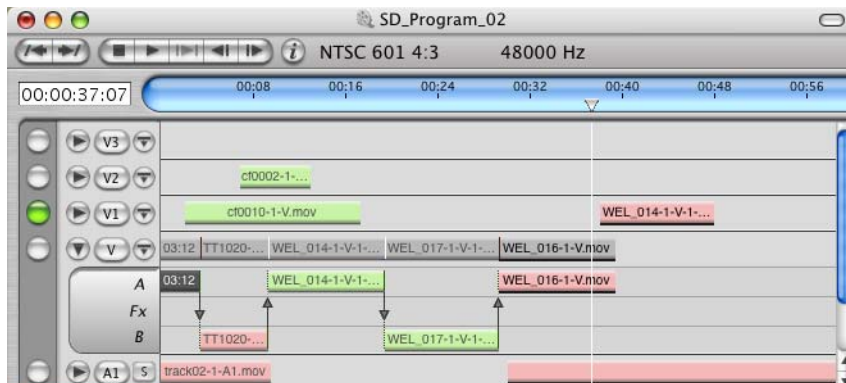 SD_Program_02
NTSC 601 4:3 48000 Hz
00:00:37:07 00:08 00:16 00:24 00:32 00:40 00:48 00:56
V3
V2 cf0002-1-...
V1 cf0010-1-V.mov WEL_014-1-V-1-...
V 03:12 TT1020-... WEL_014-1-V-1-... WEL_017-1-V-1-... WEL_016-1-V.mov
A 03:12 WEL_014-1-V-1-... WEL_016-1-V.mov
Fx
B TT1020-... WEL_017-1-V-1-...
A1 S track02-1-A1.mov